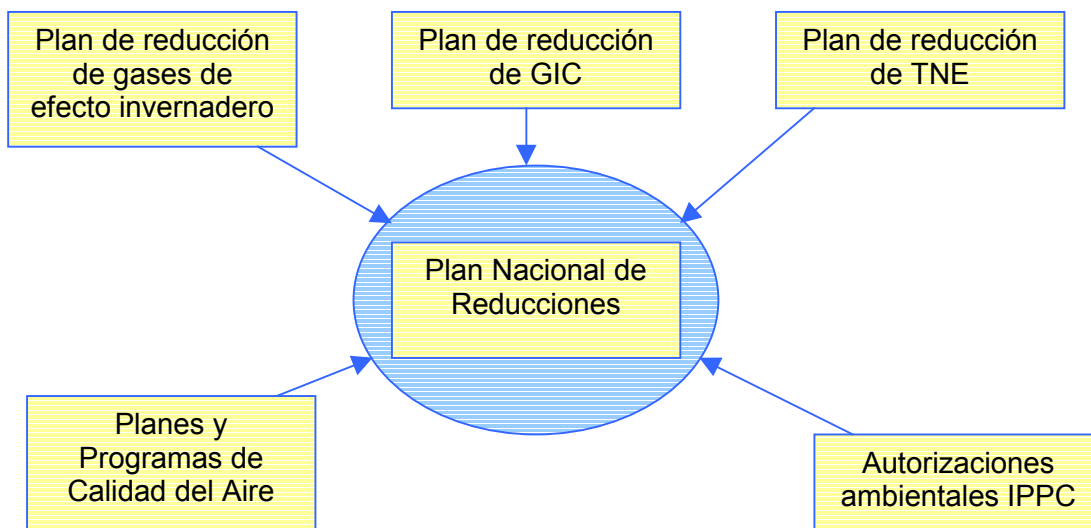 Plan de reducción
de gases de
efecto invernadero
Plan de reducción
de GIC
Plan de reducción
de TNE
Plan Nacional de
Reducciones
Planes y
Programas de
Calidad del Aire
Autorizaciones
ambientales IPPC